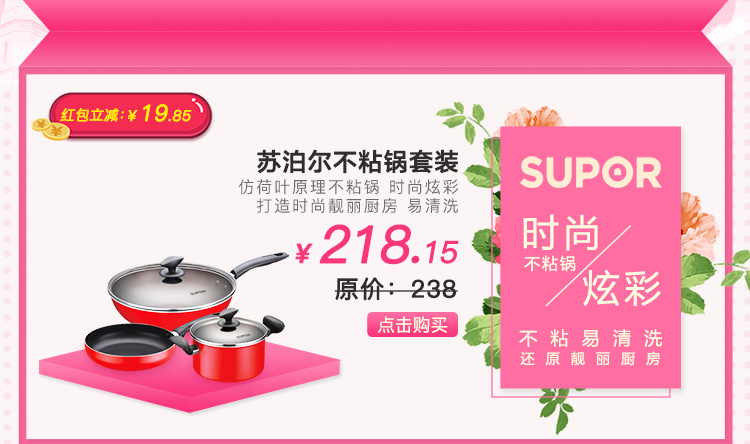 红包立减：¥ 19.85
苏泊尔不粘锅套装
仿荷叶原理不粘锅 时尚炫彩
打造时尚靓丽厨房 易清洗
¥ 218.15
原价：238
点击购买
SUPOR
SUPOR
SUPOR
时尚
不粘锅
炫彩
不粘易清洗
还原靓丽厨房